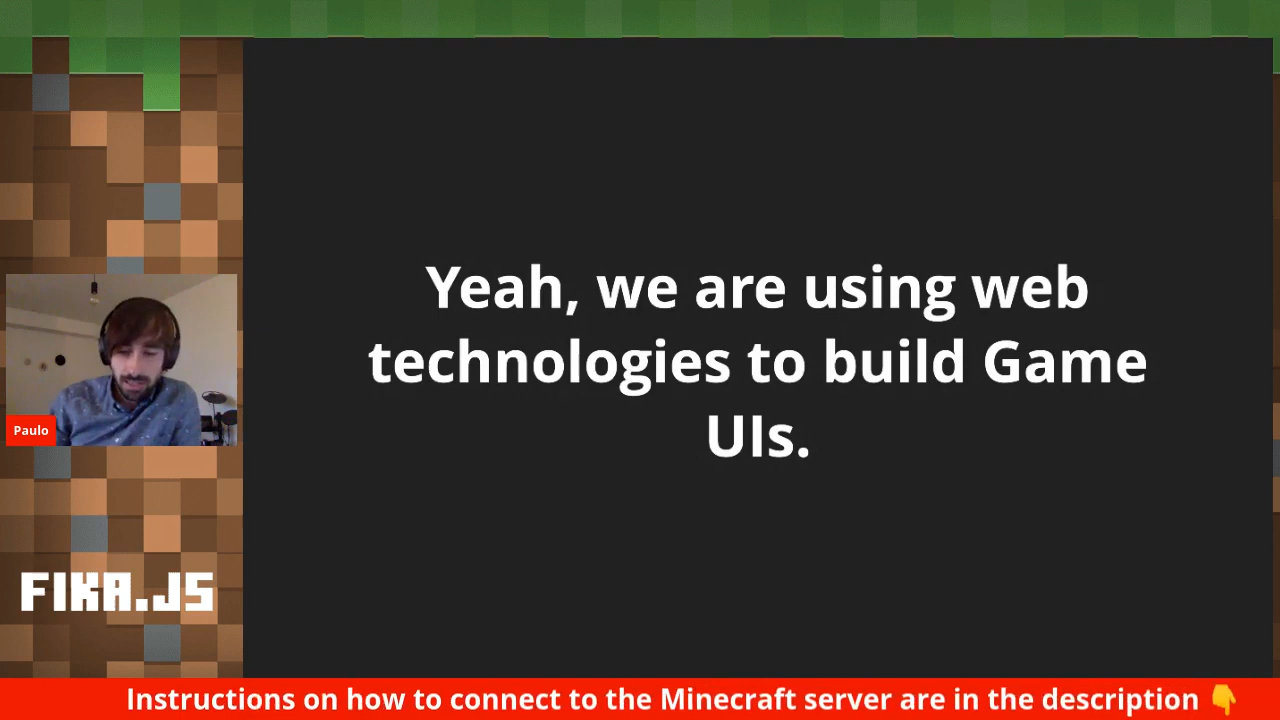 Yeah, we are using web
technologies to build Game
UIs.
Paulo
FIKA.JS
Instructions on how to connect to the Minecraft server are in the description 👇